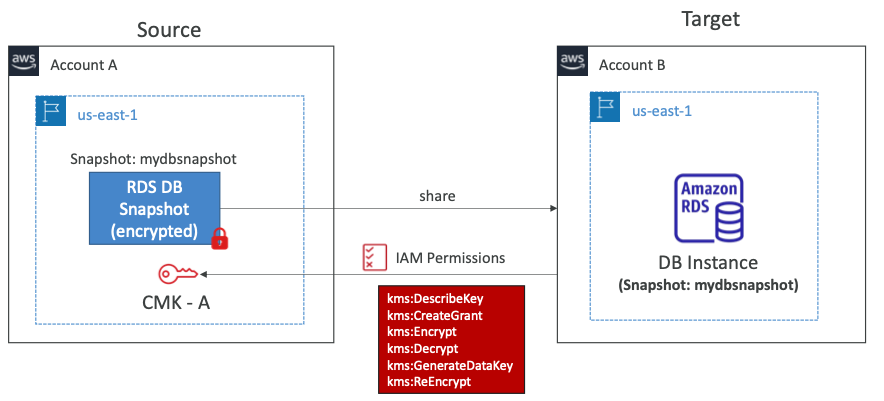 Source
Target
aws
Account A
aws
Account B
us-east-1
us-east-1
Snapshot: mydbsnapshot
RDS DB
Snapshot
(encrypted)
share
Amazon
RDS
IAM Permissions
DB Instance
(Snapshot: mydbsnapshot)
CMK - A
kms:DescribeKey
kms:CreateGrant
kms:Encrypt
kms:Decrypt
kms:GenerateDataKey
kms:ReEncrypt